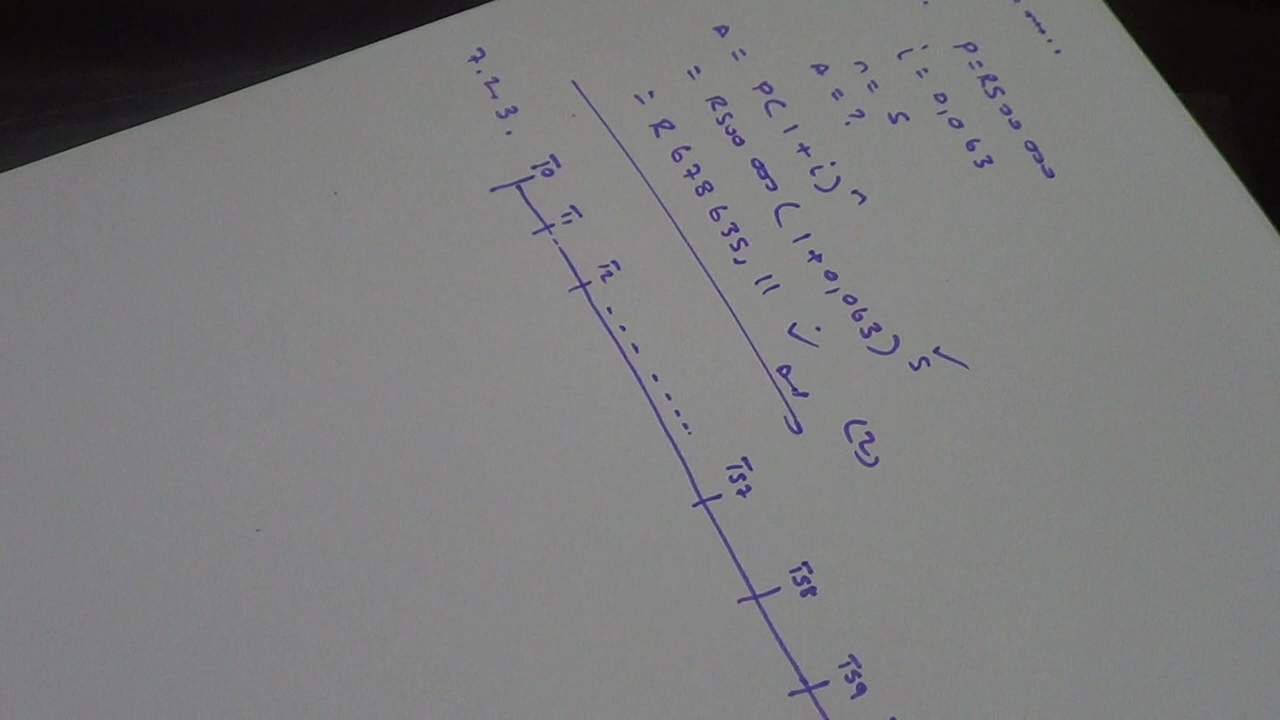 P = R500 000
i = 0,063
n = 5
A = ?
A = P(1 + i)^n
= R500 000 (1 + 0,063)^5 ✓
= R 678 635, 11 ✓ (2)
7.2.3.
T0 T1 T2 ........ T57 T58 T59